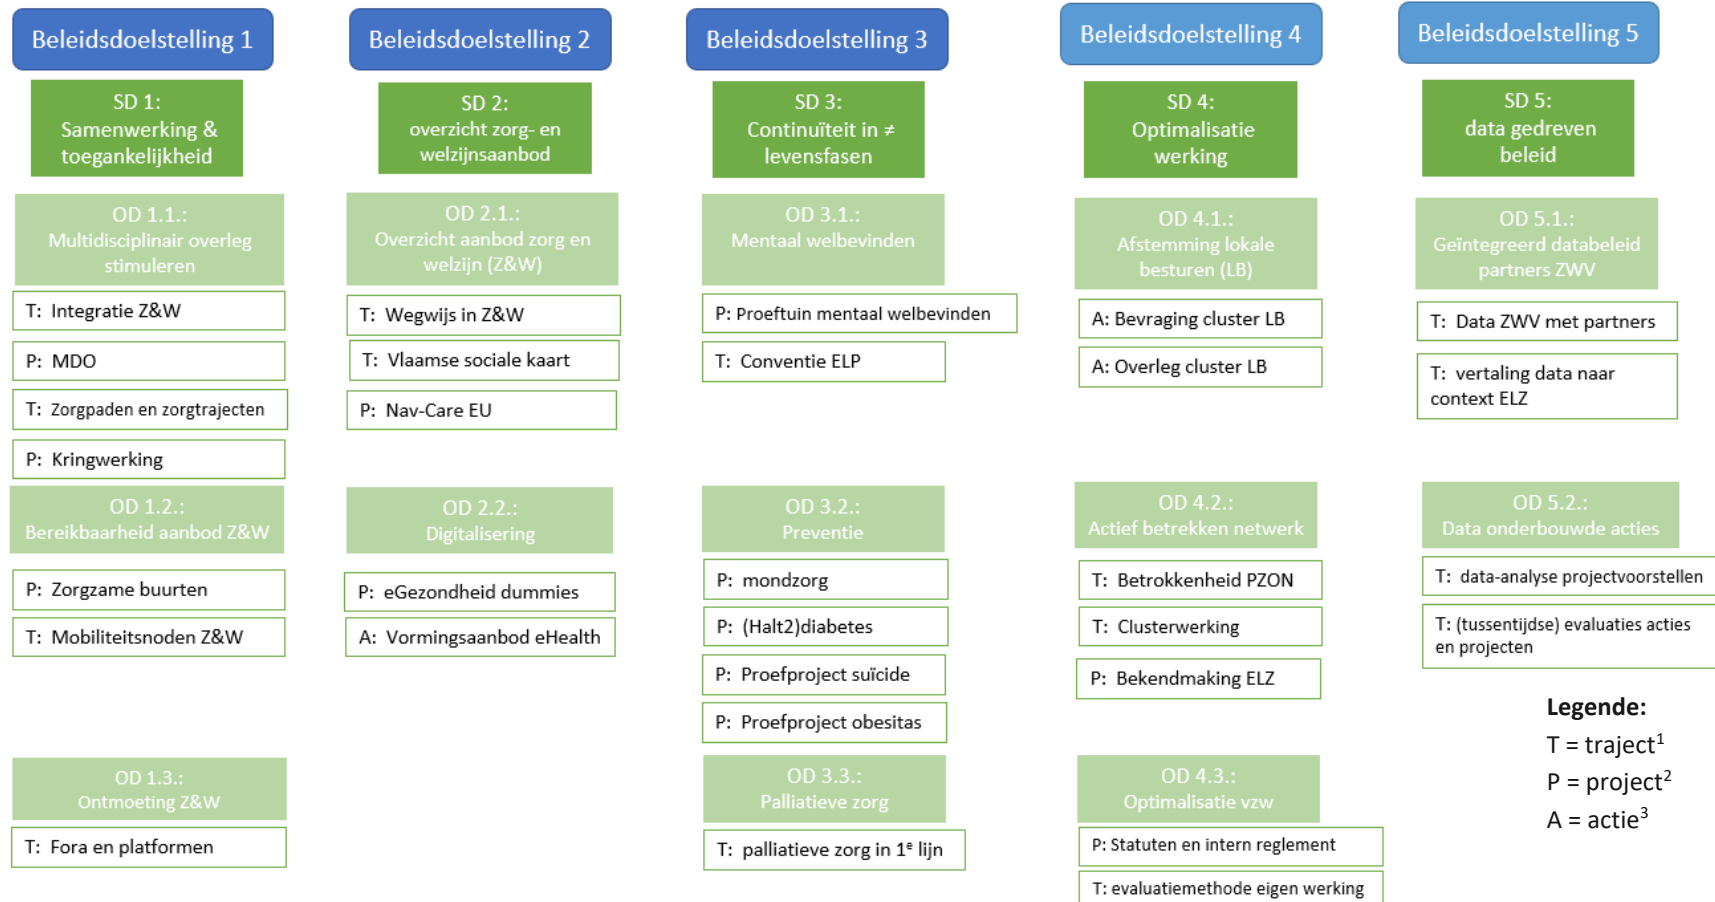 Beleidsdoelstelling 1
SD 1:
Samenwerking &
toegankelijkheid
OD 1.1.:
Multidisciplinair overleg
stimuleren
T: Integratie Z&W
P: MDO
T: Zorgpaden en zorgtrajecten
P: Kringwerking
OD 1.2.:
Bereikbaarheid aanbod Z&W
P: Zorgzame buurten
T: Mobiliteitsnoden Z&W
OD 1.3.:
Ontmoeting Z&W
T: Fora en platformen
Beleidsdoelstelling 2
SD 2:
overzicht zorg- en
welzijnsaanbod
OD 2.1.:
Overzicht aanbod zorg en
welzijn (Z&W)
T: Wegwijs in Z&W
T: Vlaamse sociale kaart
P: Nav-Care EU
OD 2.2.:
Digitalisering
P: eGezondheid dummies
A: Vormingsaanbod eHealth
Beleidsdoelstelling 3
SD 3:
Continuïteit in ≠
levensfasen
OD 3.1.:
Mentaal welbevinden
P: Proeftuin mentaal welbevinden
T: Conventie ELP
OD 3.2.:
Preventie
P: mondzorg
P: (Halt2)diabetes
P: Proefproject suïcide
P: Proefproject obesitas
OD 3.3.:
Palliatieve zorg
T: palliatieve zorg in 1ᵉ lijn
Beleidsdoelstelling 4
SD 4:
Optimalisatie
werking
OD 4.1.:
Afstemming lokale
besturen (LB)
A: Bevraging cluster LB
A: Overleg cluster LB
OD 4.2.:
Actief betrekken netwerk
T: Betrokkenheid PZON
T: Clusterwerking
P: Bekendmaking ELZ
OD 4.3.:
Optimalisatie vzw
P: Statuten en intern reglement
T: evaluatiemethode eigen werking
Beleidsdoelstelling 5
SD 5:
data gedreven
beleid
OD 5.1.:
Geïntegreerd databeleid
partners ZWV
T: Data ZWV met partners
T: vertaling data naar
context ELZ
OD 5.2.:
Data onderbouwde acties
T: data-analyse projectvoorstellen
T: (tussentijdse) evaluaties acties
en projecten
Legende:
T = traject¹
P = project²
A = actie³